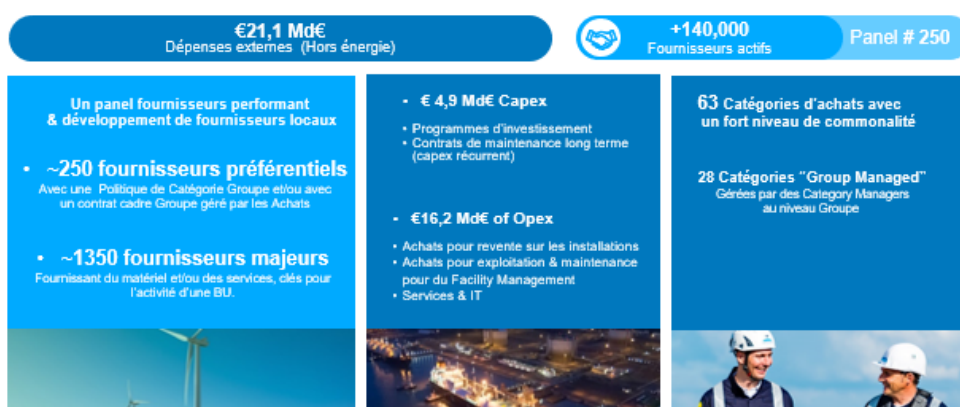 €21,1 Md€
Dépenses externes (Hors énergie)
+140,000
Fournisseurs actifs
Panel # 250
Un panel fournisseurs performant
& développement de fournisseurs locaux
• ~250 fournisseurs préférentiels
Avec une Politique de Catégorie Groupe et/ou avec
un contrat cadre Groupe géré par les Achats
• ~1350 fournisseurs majeurs
Fournissant du matériel et/ou des services, clés pour
l'activité d'une BU.
- € 4,9 Md€ Capex
• Programmes d'investissement
• Contrats de maintenance long terme
(capex récurrent)
- €16,2 Md€ of Opex
• Achats pour revente sur les installations
• Achats pour exploitation & maintenance
pour du Facility Management
• Services & IT
63 Catégories d'achats avec
un fort niveau de commonalité
28 Catégories "Group Managed"
Gérées par des Category Managers
au niveau Groupe